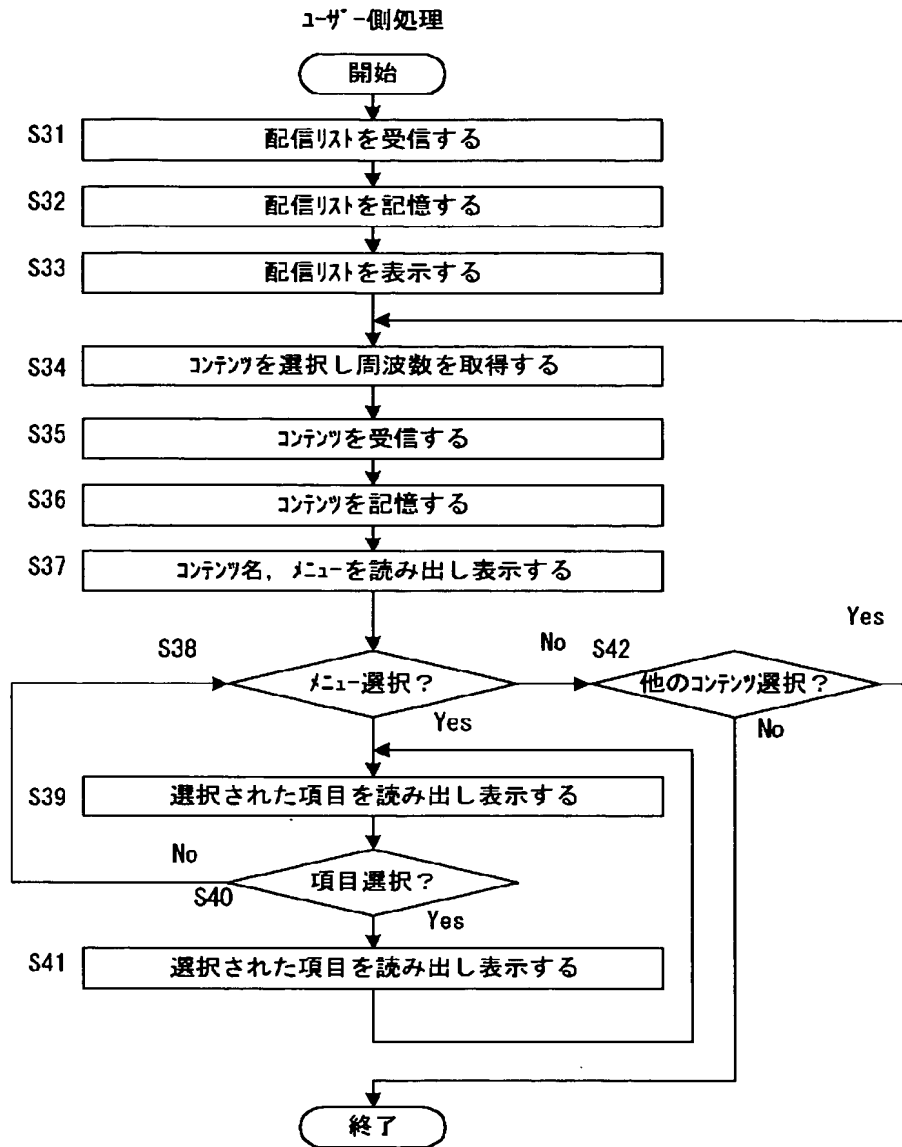 ﾕｰｻﾞｰ側処理
開始
S31 配信ﾘｽﾄを受信する
S32 配信ﾘｽﾄを記憶する
S33 配信ﾘｽﾄを表示する
S34 ｺﾝﾃﾝﾂを選択し周波数を取得する
S35 ｺﾝﾃﾝﾂを受信する
S36 ｺﾝﾃﾝﾂを記憶する
S37 ｺﾝﾃﾝﾂ名，ﾒﾆｭｰを読み出し表示する
S38 ﾒﾆｭｰ選択？ No S42 他のｺﾝﾃﾝﾂ選択？ Yes
Yes No
S39 選択された項目を読み出し表示する
No S40 項目選択？
Yes
S41 選択された項目を読み出し表示する
終了